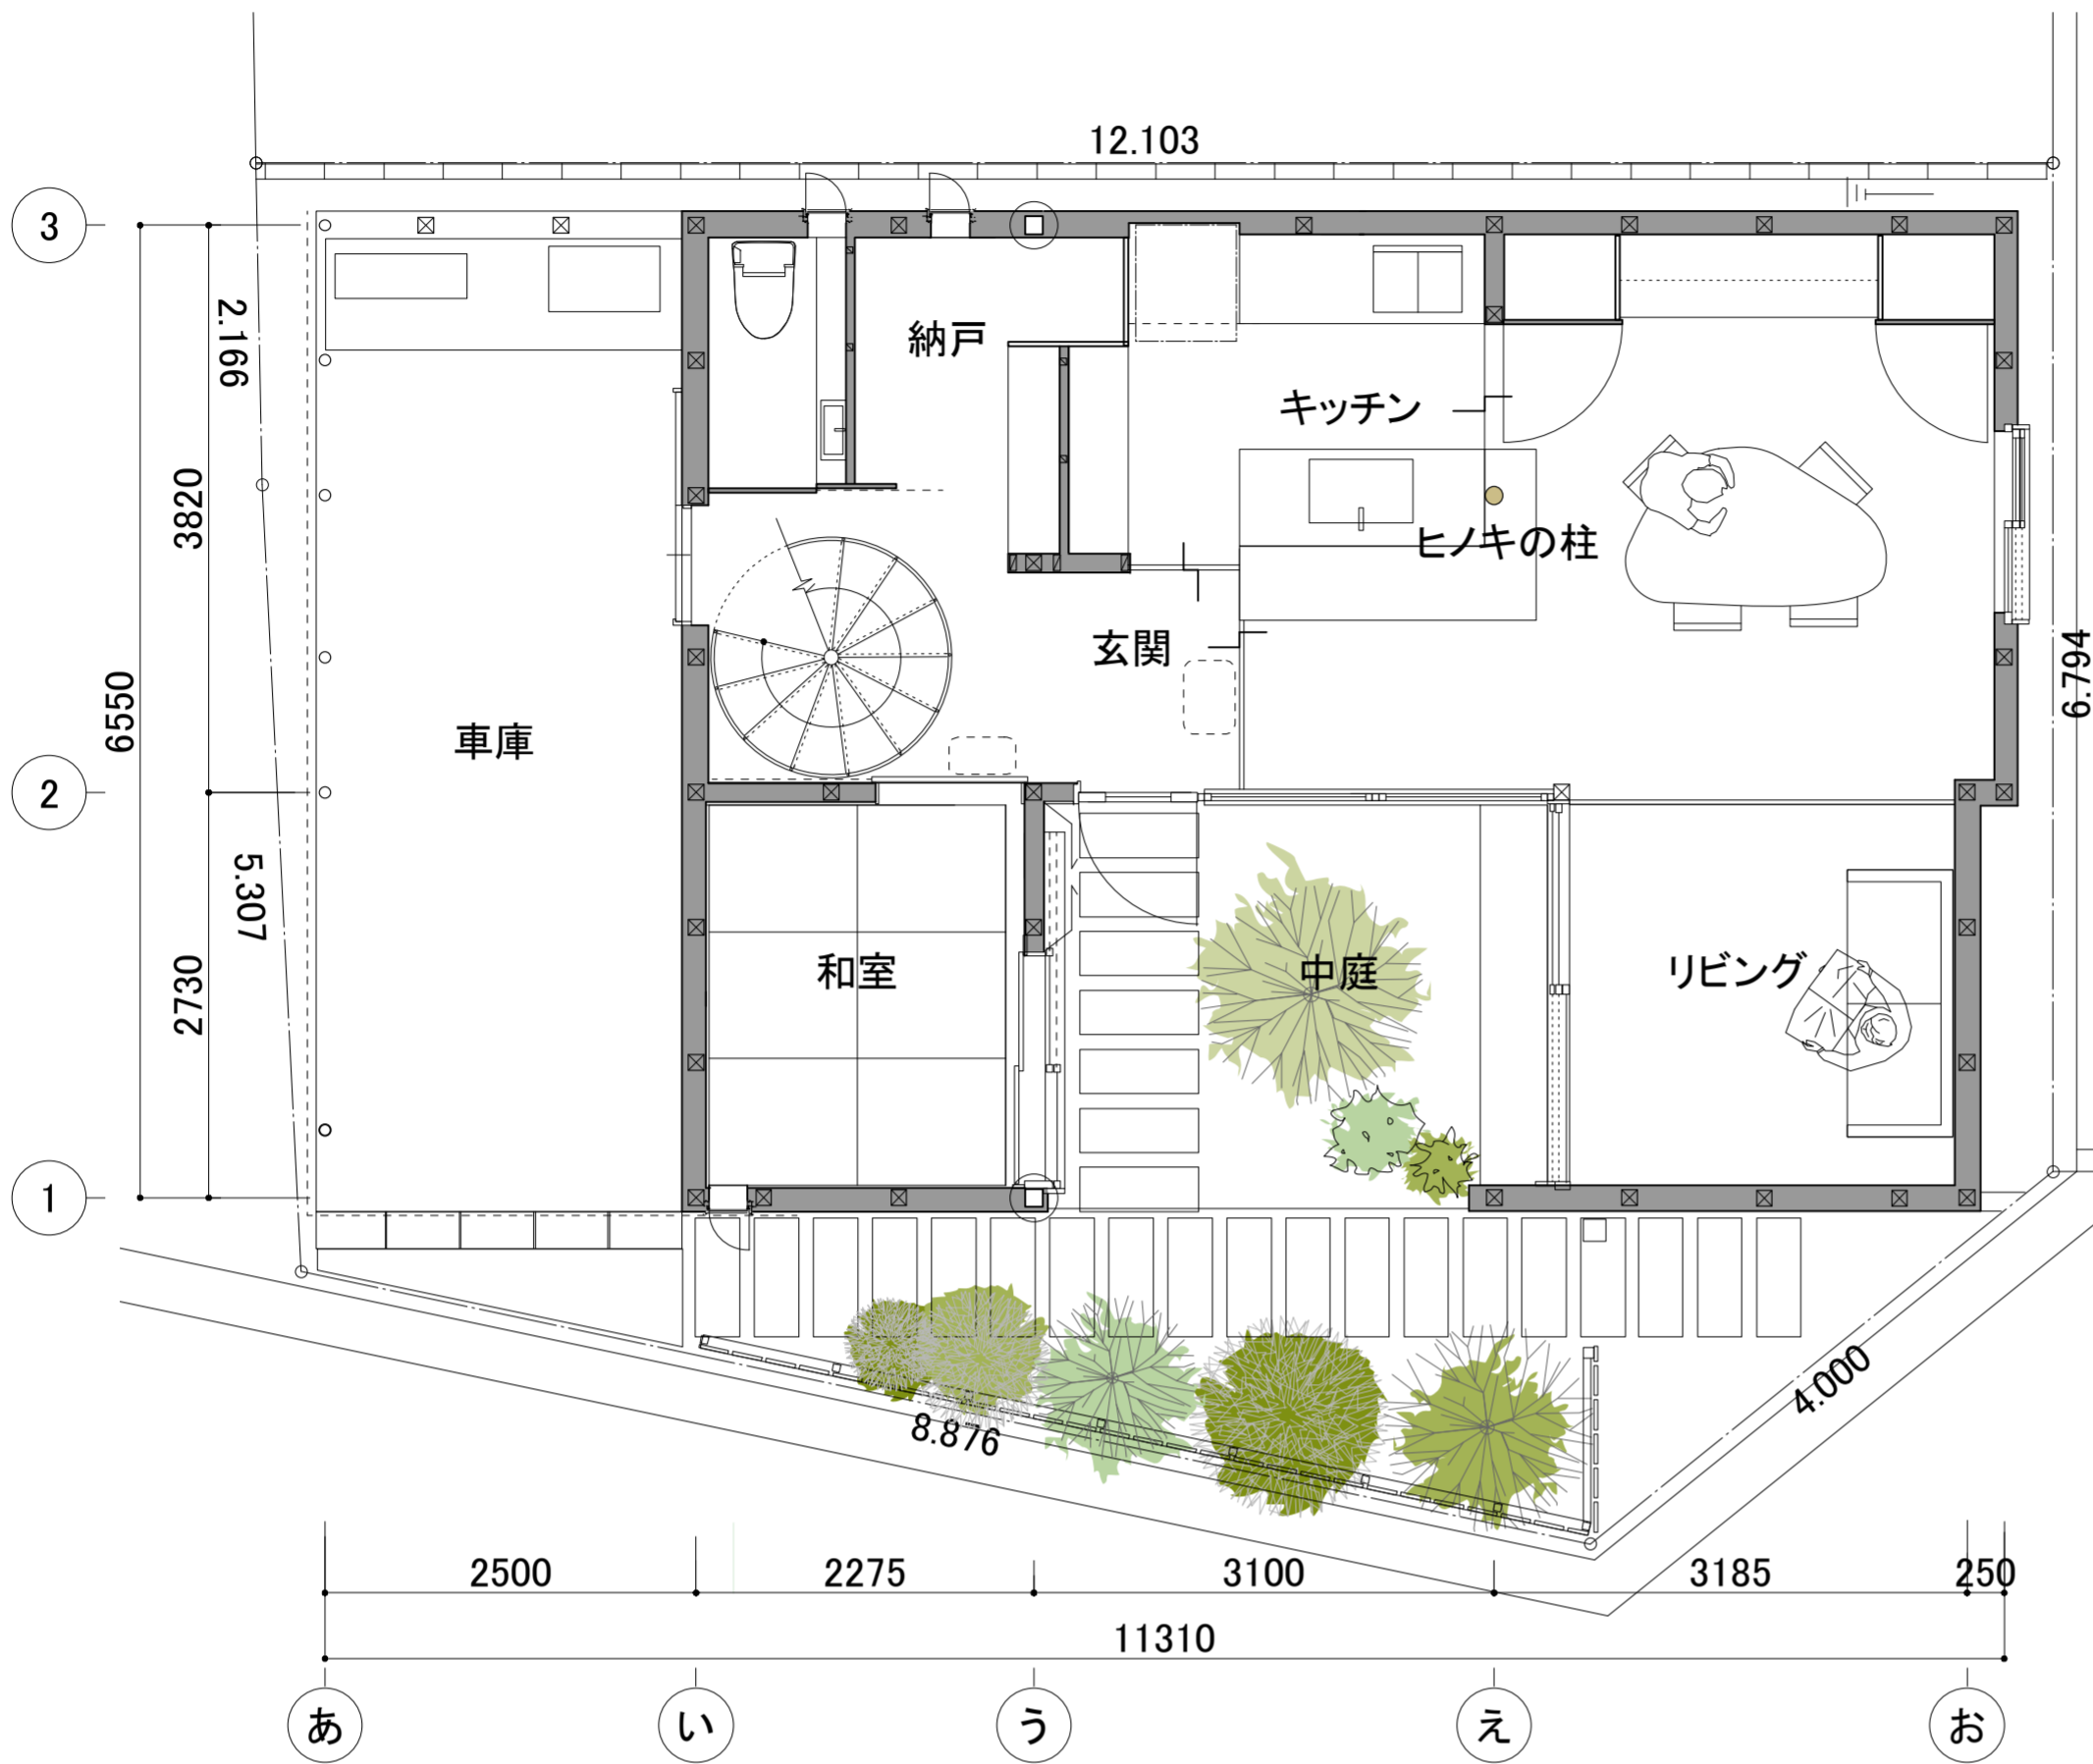 12.103
3
2.166
納戸
キッチン
3820
ヒノキの柱
6550
玄関
6.794
車庫
2
5.307
2730
和室
中庭
リビング
1
4.000
8.876
2500
2275
3100
3185
250
11310
あ
い
う
え
お